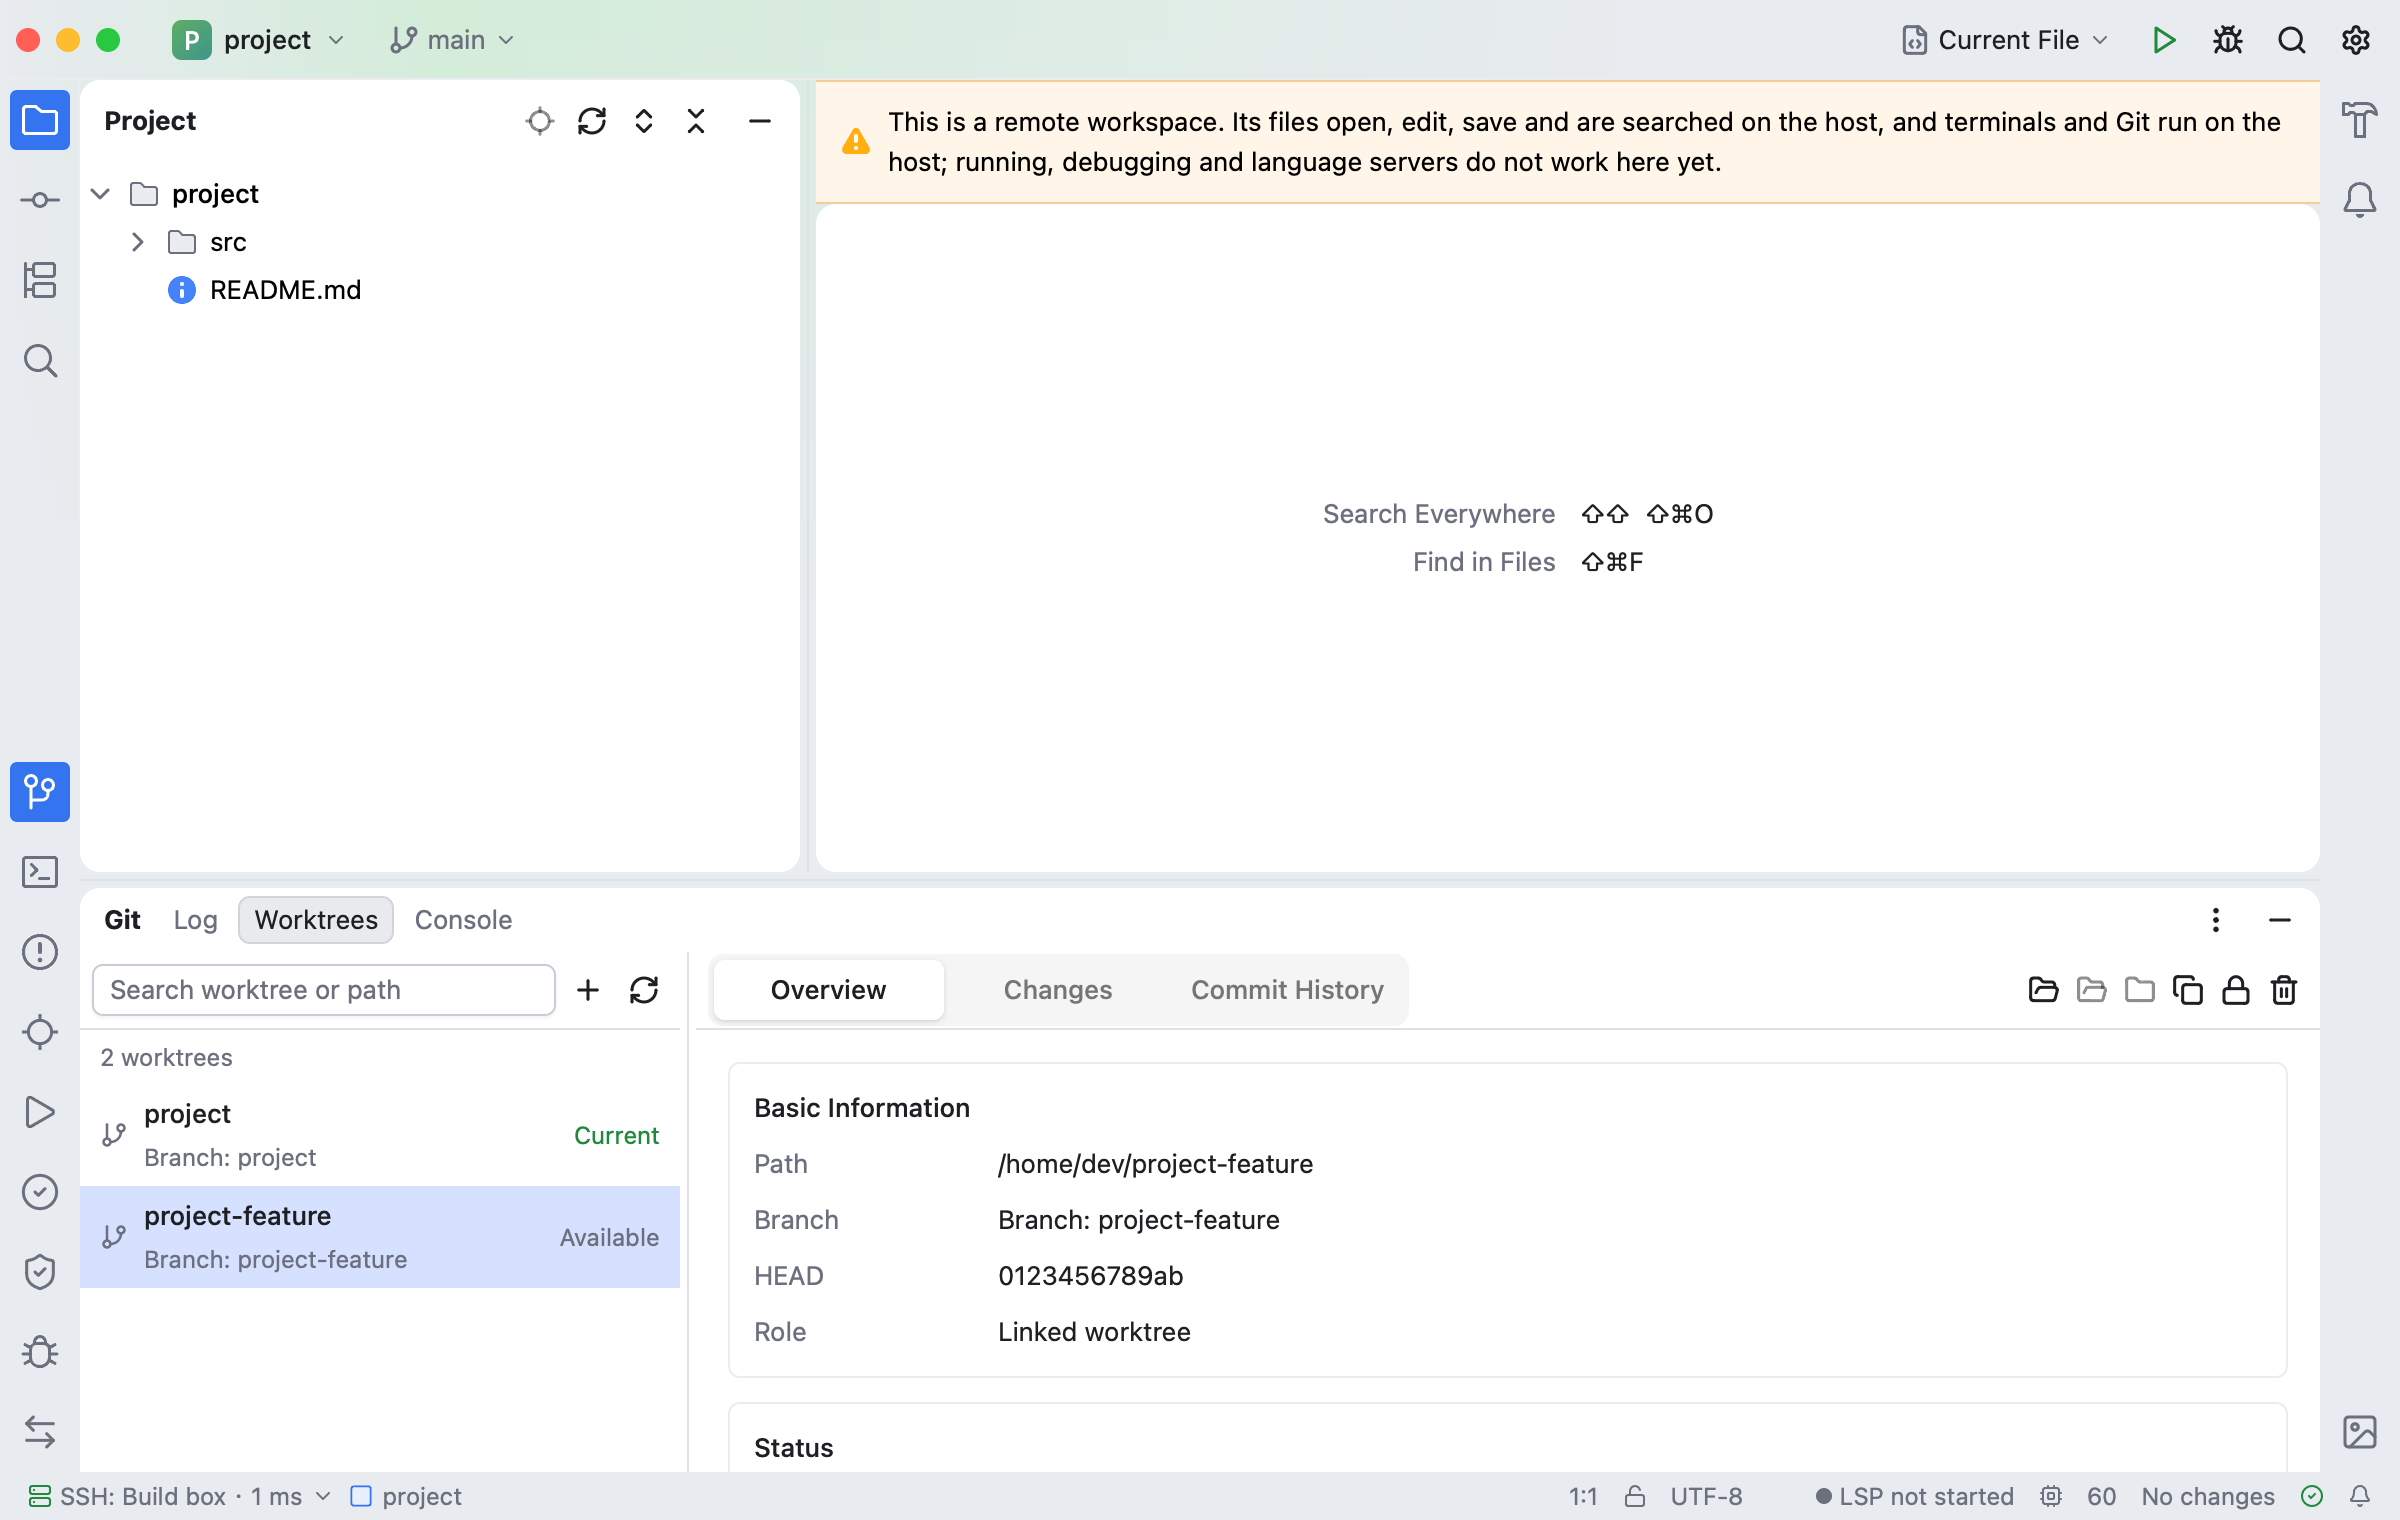 P project main Current File
Project
This is a remote workspace. Its files open, edit, save and are searched on the host, and terminals and Git run on the
host; running, debugging and language servers do not work here yet.
project
src
README.md
Search Everywhere ⇧⇧ ⇧⌘O
Find in Files ⇧⌘F
Git Log Worktrees Console
Search worktree or path
Overview Changes Commit History
2 worktrees
project
Branch: project
Current
project-feature
Branch: project-feature
Available
Basic Information
Path /home/dev/project-feature
Branch Branch: project-feature
HEAD 0123456789ab
Role Linked worktree
Status
SSH: Build box · 1 ms project 1:1 UTF-8 LSP not started 60 No changes